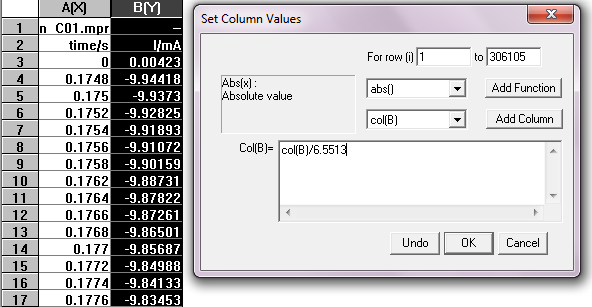 A(X) B(Y)
1 n C01.mpr --
2 time/s I/mA
3 0 0.00423
4 0.1748 -9.94418
5 0.175 -9.9373
6 0.1752 -9.92825
7 0.1754 -9.91893
8 0.1756 -9.91072
9 0.1758 -9.90159
10 0.1762 -9.88731
11 0.1764 -9.87822
12 0.1766 -9.87261
13 0.1768 -9.86501
14 0.177 -9.85687
15 0.1772 -9.84988
16 0.1774 -9.84133
17 0.1776 -9.83453
Set Column Values
For row (i) 1 to 306105
Abs(x) :
Absolute value
abs() Add Function
col(B) Add Column
Col(B)= col(B)/6.5513
Undo OK Cancel